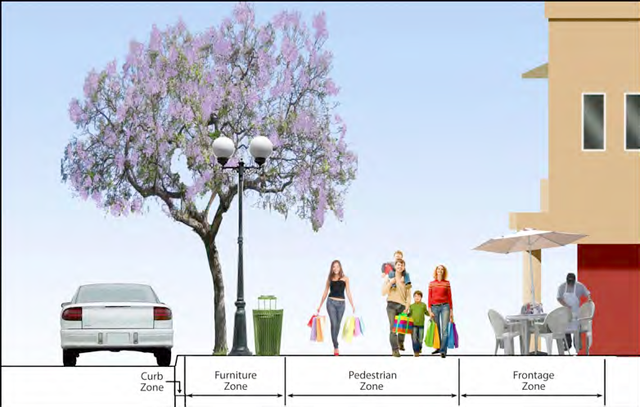 Curb
Zone
Furniture
Zone
Pedestrian
Zone
Frontage
Zone